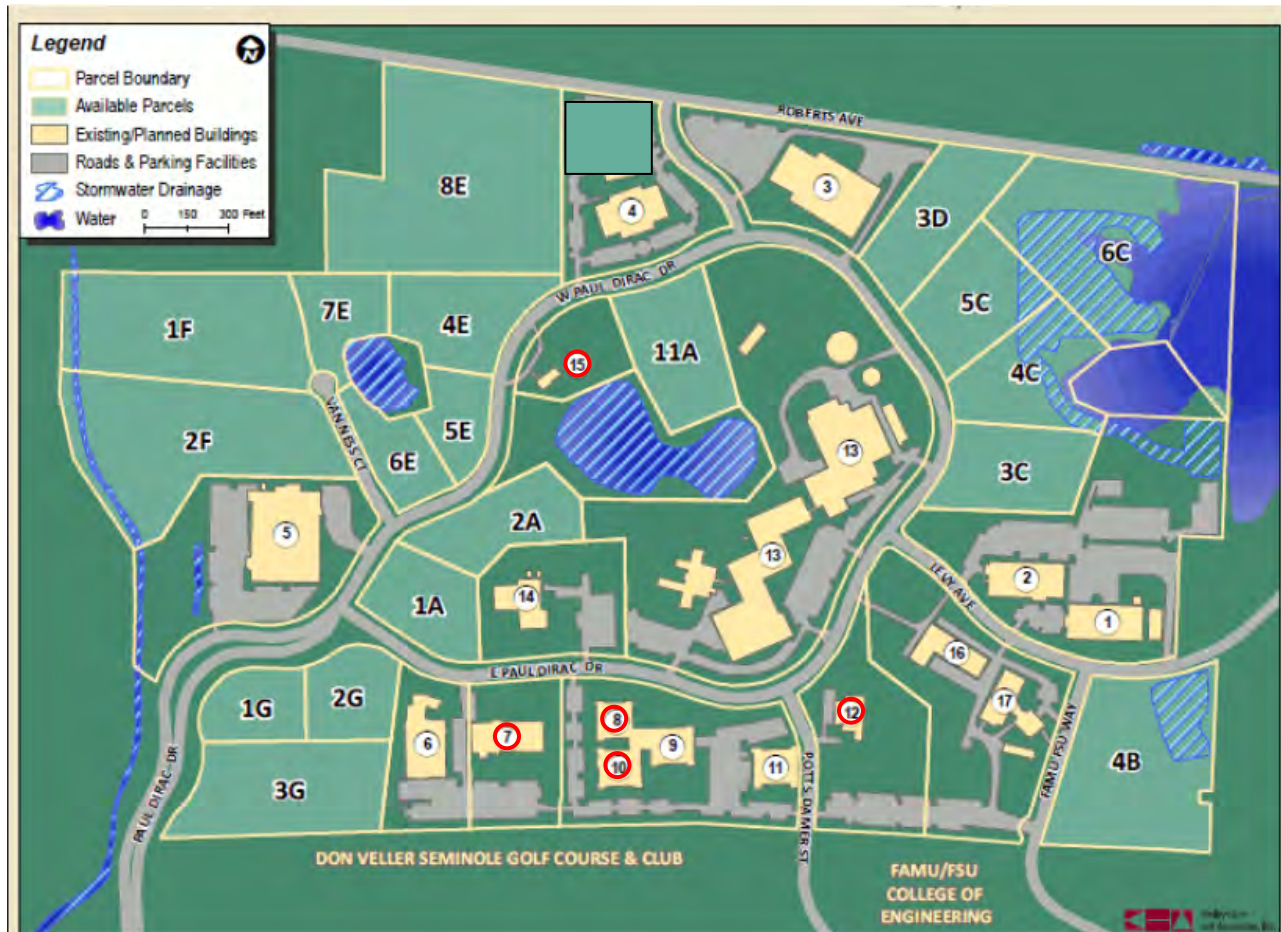 Legend
N
Parcel Boundary
Available Parcels
Existing/Planned Buildings
Roads & Parking Facilities
Stormwater Drainage
Water
0 150 300 Feet
ROBERTS AVE
8E
3
4
3D
6C
W PAUL DIRAC DR
5C
1F
7E
4E
11A
15
4C
VANNISS CT
2F
5E
6E
13
3C
2A
5
13
LEVY AVE
2
14
1A
1
16
E PAUL DIRAC DR
1G
2G
17
12
8
6
7
9
10
11
4B
3G
PAUL DIRAC DR
POTTSDAMER ST
FAMU FSU WAY
DON VELLER SEMINOLE GOLF COURSE & CLUB
FAMU/FSU
COLLEGE OF
ENGINEERING